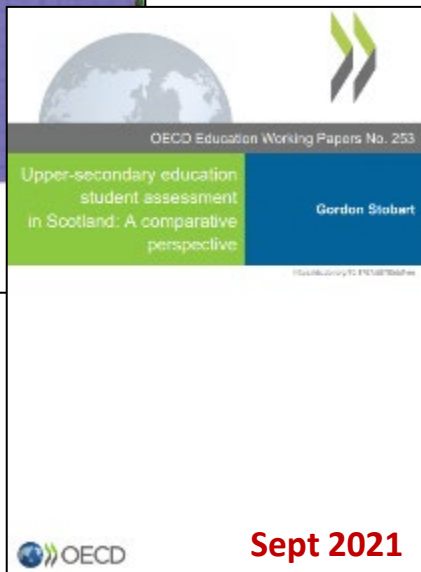 OECD Education Working Papers No. 253
Upper-secondary education
student assessment
in Scotland: A comparative
perspective
Gordon Stobart
OECD
Sept 2021